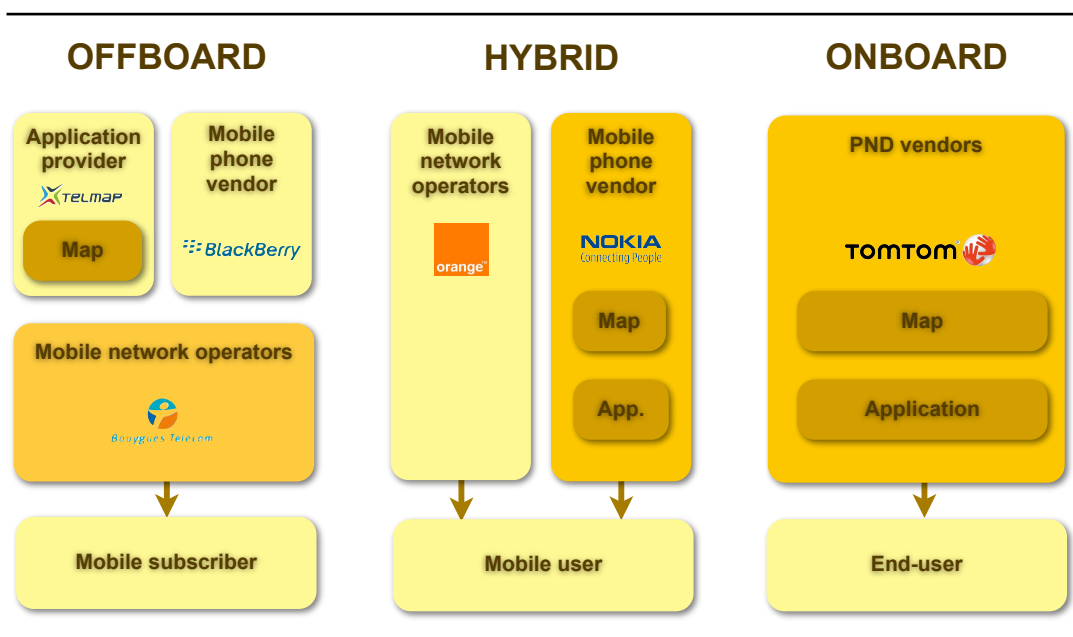 OFFBOARD
HYBRID
ONBOARD
Application
provider
TELMAP
Map
Mobile
phone
vendor
BlackBerry
Mobile network operators
Bouygues Telecom
Mobile subscriber
Mobile
network
operators
orange™
Mobile
phone
vendor
NOKIA
Connecting People
Map
App.
Mobile user
PND vendors
TOMTOM
Map
Application
End-user